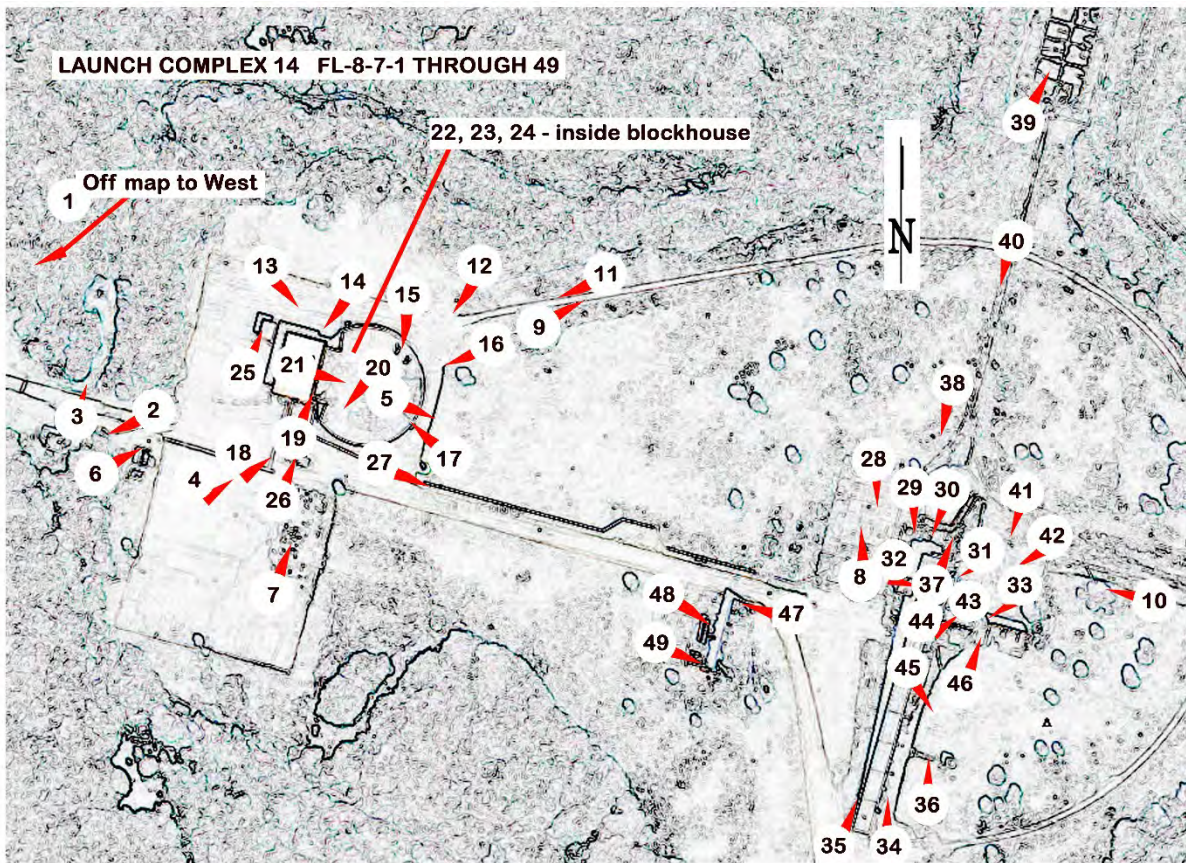 LAUNCH COMPLEX 14 FL-8-7-1 THROUGH 49
39
22, 23, 24 - inside blockhouse
1 Off map to West
N
40
13 14 15 12 11
9
16
25 21 20
5
38
3 2
6 18 19 17
4 26 27
28 29 30 41
7
32 31 42
8 37 33 10
48 47 44 43
49 45 46
36
35 34